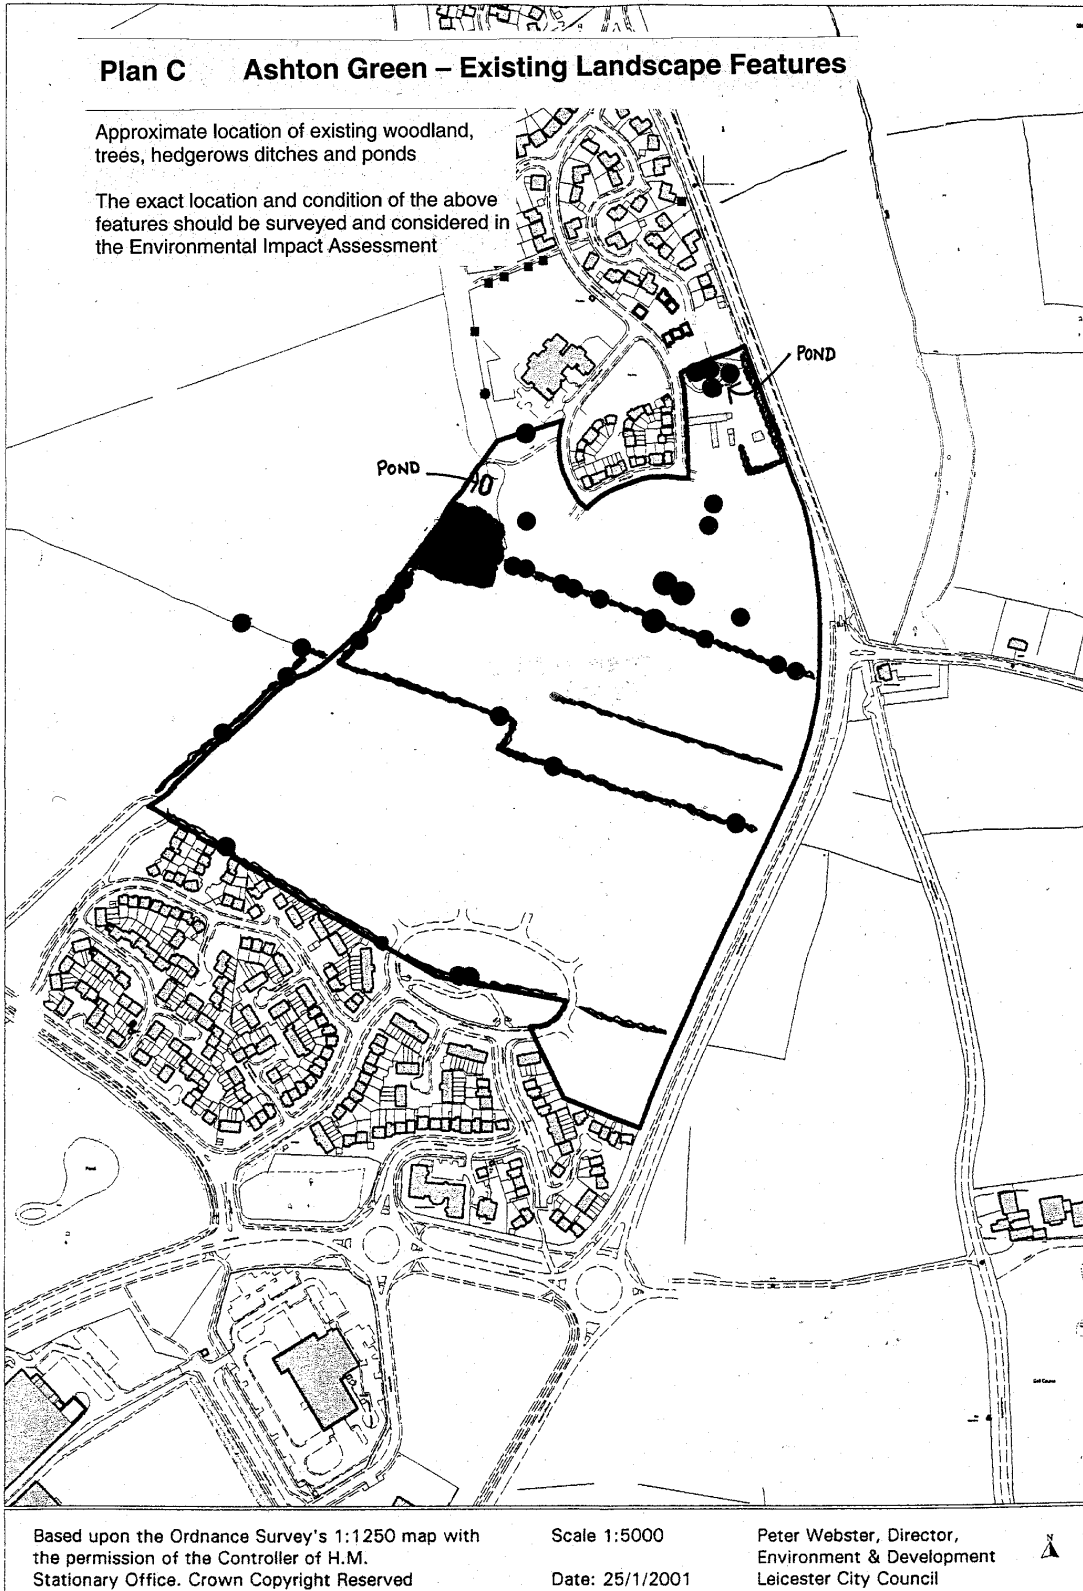 Plan C Ashton Green – Existing Landscape Features
Approximate location of existing woodland,
trees, hedgerows ditches and ponds
The exact location and condition of the above
features should be surveyed and considered in
the Environmental Impact Assessment
POND
POND
Pond
Golf Course
Based upon the Ordnance Survey's 1:1250 map with
the permission of the Controller of H.M.
Stationary Office. Crown Copyright Reserved
Scale 1:5000
Date: 25/1/2001
Peter Webster, Director,
Environment & Development
Leicester City Council
N